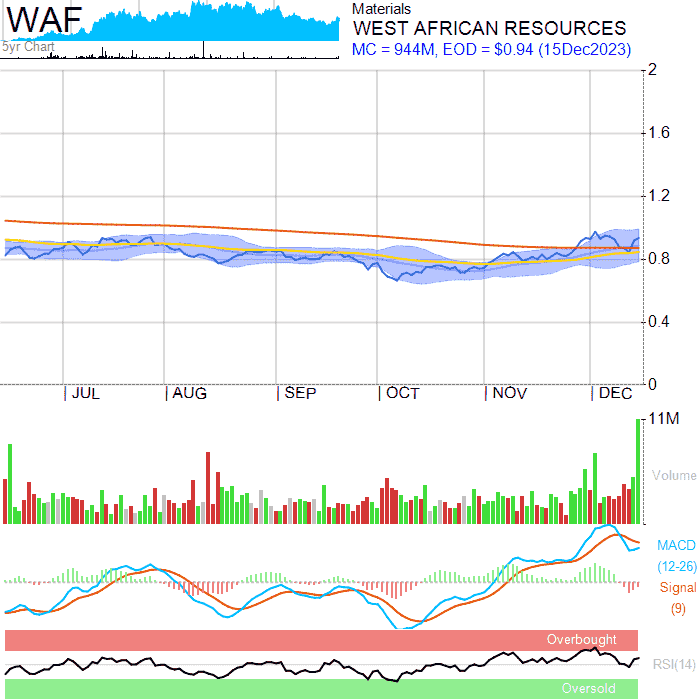 WAF
5yr Chart
Materials
WEST AFRICAN RESOURCES
MC = 944M, EOD = $0.94 (15Dec2023)
2
1.6
1.2
0.8
0.4
0
JUL AUG SEP OCT NOV DEC
11M
Volume
MACD
(12-26)
Signal
(9)
Overbought
RSI(14)
Oversold